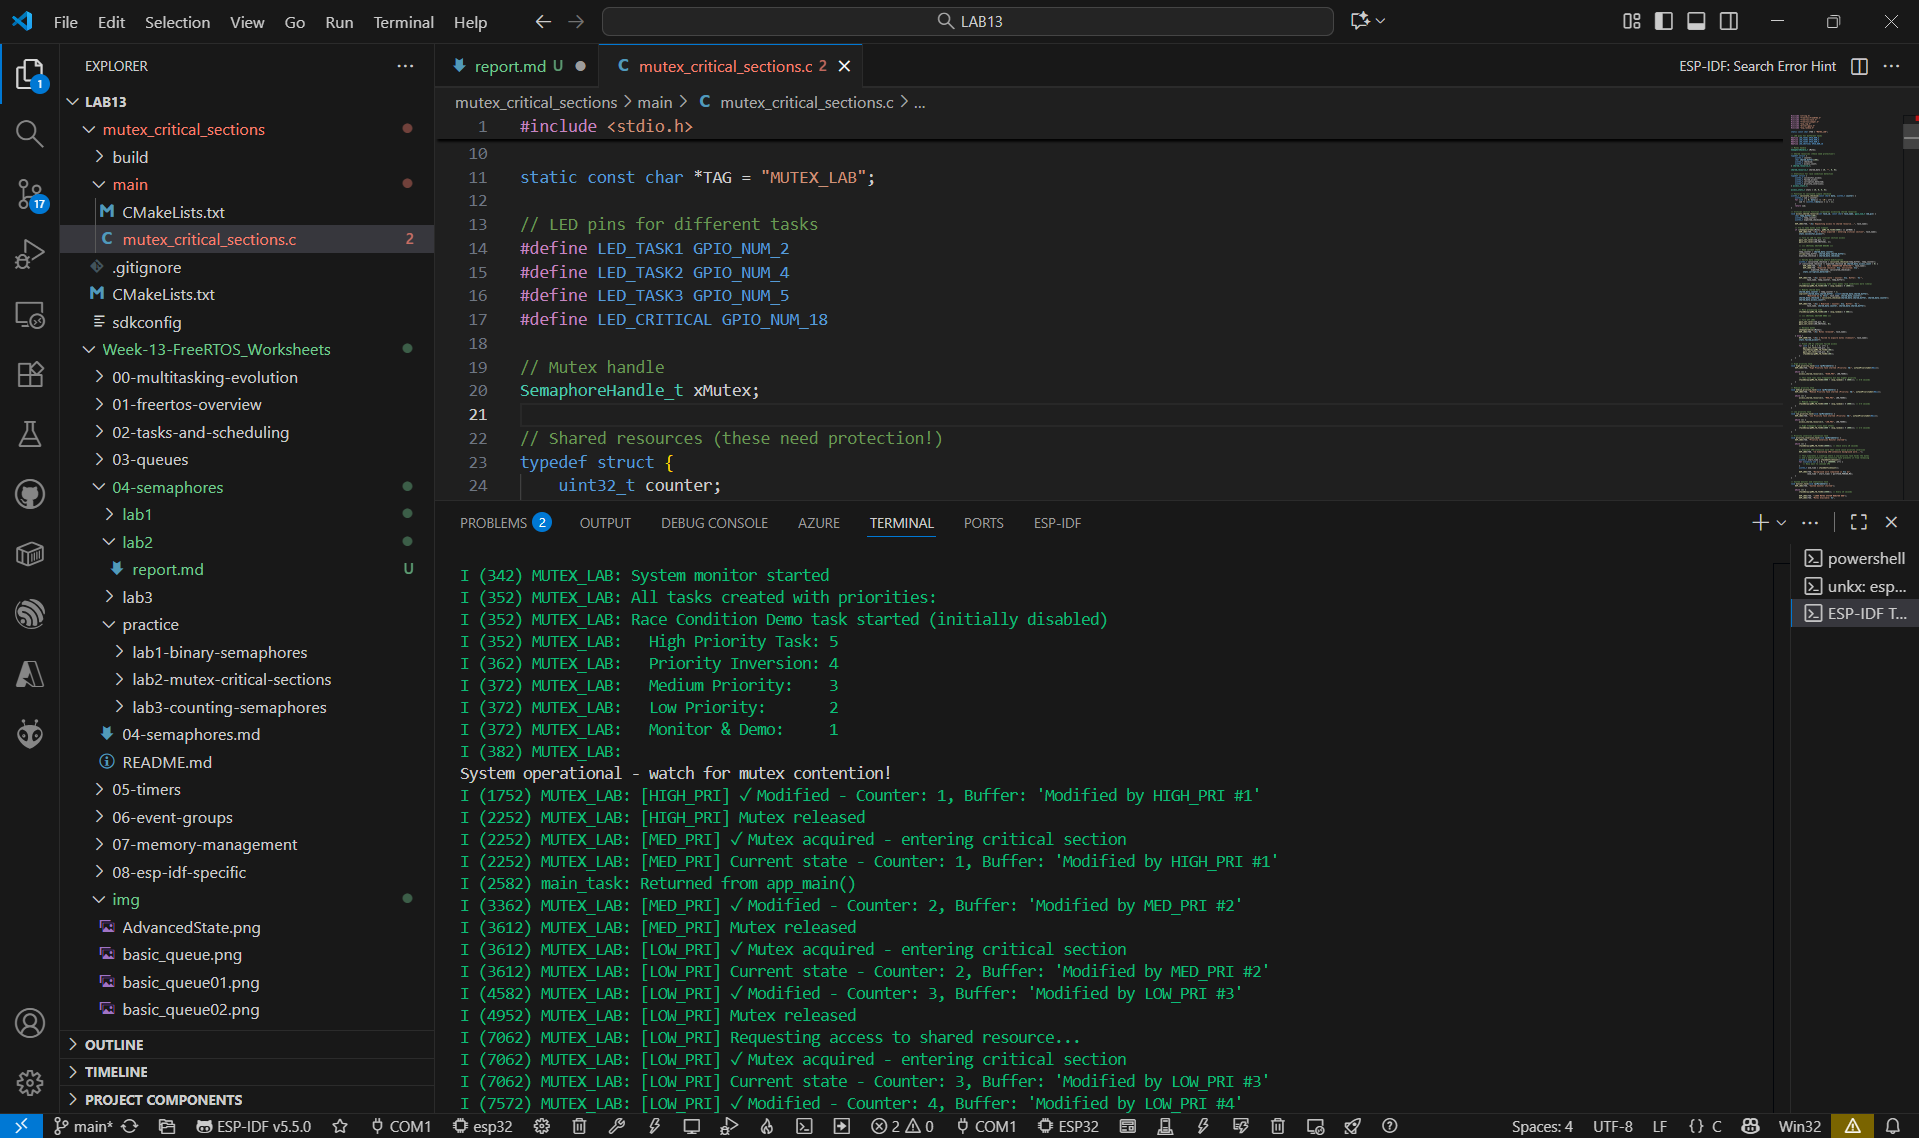 File Edit Selection View Go Run Terminal Help
LAB13
EXPLORER
LAB13
mutex_critical_sections
build
main
CMakeLists.txt
mutex_critical_sections.c 2
.gitignore
CMakeLists.txt
sdkconfig
Week-13-FreeRTOS_Worksheets
00-multitasking-evolution
01-freertos-overview
02-tasks-and-scheduling
03-queues
04-semaphores
lab1
lab2
report.md U
lab3
practice
lab1-binary-semaphores
lab2-mutex-critical-sections
lab3-counting-semaphores
04-semaphores.md
README.md
05-timers
06-event-groups
07-memory-management
08-esp-idf-specific
img
AdvancedState.png
basic_queue.png
basic_queue01.png
basic_queue02.png
OUTLINE
TIMELINE
PROJECT COMPONENTS
1
17
report.md U
C mutex_critical_sections.c 2
ESP-IDF: Search Error Hint
mutex_critical_sections > main > C mutex_critical_sections.c > ...
1 #include <stdio.h>
10
11 static const char *TAG = "MUTEX_LAB";
12
13 // LED pins for different tasks
14 #define LED_TASK1 GPIO_NUM_2
15 #define LED_TASK2 GPIO_NUM_4
16 #define LED_TASK3 GPIO_NUM_5
17 #define LED_CRITICAL GPIO_NUM_18
18
19 // Mutex handle
20 SemaphoreHandle_t xMutex;
21
22 // Shared resources (these need protection!)
23 typedef struct {
24 uint32_t counter;
PROBLEMS 2 OUTPUT DEBUG CONSOLE AZURE TERMINAL PORTS ESP-IDF
powershell
unkx: esp...
ESP-IDF T...
I (342) MUTEX_LAB: System monitor started
I (352) MUTEX_LAB: All tasks created with priorities:
I (352) MUTEX_LAB: Race Condition Demo task started (initially disabled)
I (352) MUTEX_LAB: High Priority Task: 5
I (362) MUTEX_LAB: Priority Inversion: 4
I (372) MUTEX_LAB: Medium Priority: 3
I (372) MUTEX_LAB: Low Priority: 2
I (372) MUTEX_LAB: Monitor & Demo: 1
I (382) MUTEX_LAB:
System operational - watch for mutex contention!
I (1752) MUTEX_LAB: [HIGH_PRI] ✓ Modified - Counter: 1, Buffer: 'Modified by HIGH_PRI #1'
I (2252) MUTEX_LAB: [HIGH_PRI] Mutex released
I (2252) MUTEX_LAB: [MED_PRI] ✓ Mutex acquired - entering critical section
I (2252) MUTEX_LAB: [MED_PRI] Current state - Counter: 1, Buffer: 'Modified by HIGH_PRI #1'
I (2582) main_task: Returned from app_main()
I (3362) MUTEX_LAB: [MED_PRI] ✓ Modified - Counter: 2, Buffer: 'Modified by MED_PRI #2'
I (3612) MUTEX_LAB: [MED_PRI] Mutex released
I (3612) MUTEX_LAB: [LOW_PRI] ✓ Mutex acquired - entering critical section
I (3612) MUTEX_LAB: [LOW_PRI] Current state - Counter: 2, Buffer: 'Modified by MED_PRI #2'
I (4582) MUTEX_LAB: [LOW_PRI] ✓ Modified - Counter: 3, Buffer: 'Modified by LOW_PRI #3'
I (4952) MUTEX_LAB: [LOW_PRI] Mutex released
I (7062) MUTEX_LAB: [LOW_PRI] Requesting access to shared resource...
I (7062) MUTEX_LAB: [LOW_PRI] ✓ Mutex acquired - entering critical section
I (7062) MUTEX_LAB: [LOW_PRI] Current state - Counter: 3, Buffer: 'Modified by LOW_PRI #3'
I (7572) MUTEX_LAB: [LOW_PRI] ✓ Modified - Counter: 4, Buffer: 'Modified by LOW_PRI #4'
main* ESP-IDF v5.5.0 COM1 esp32 2 0 COM1 ESP32 Spaces: 4 UTF-8 LF {} C Win32